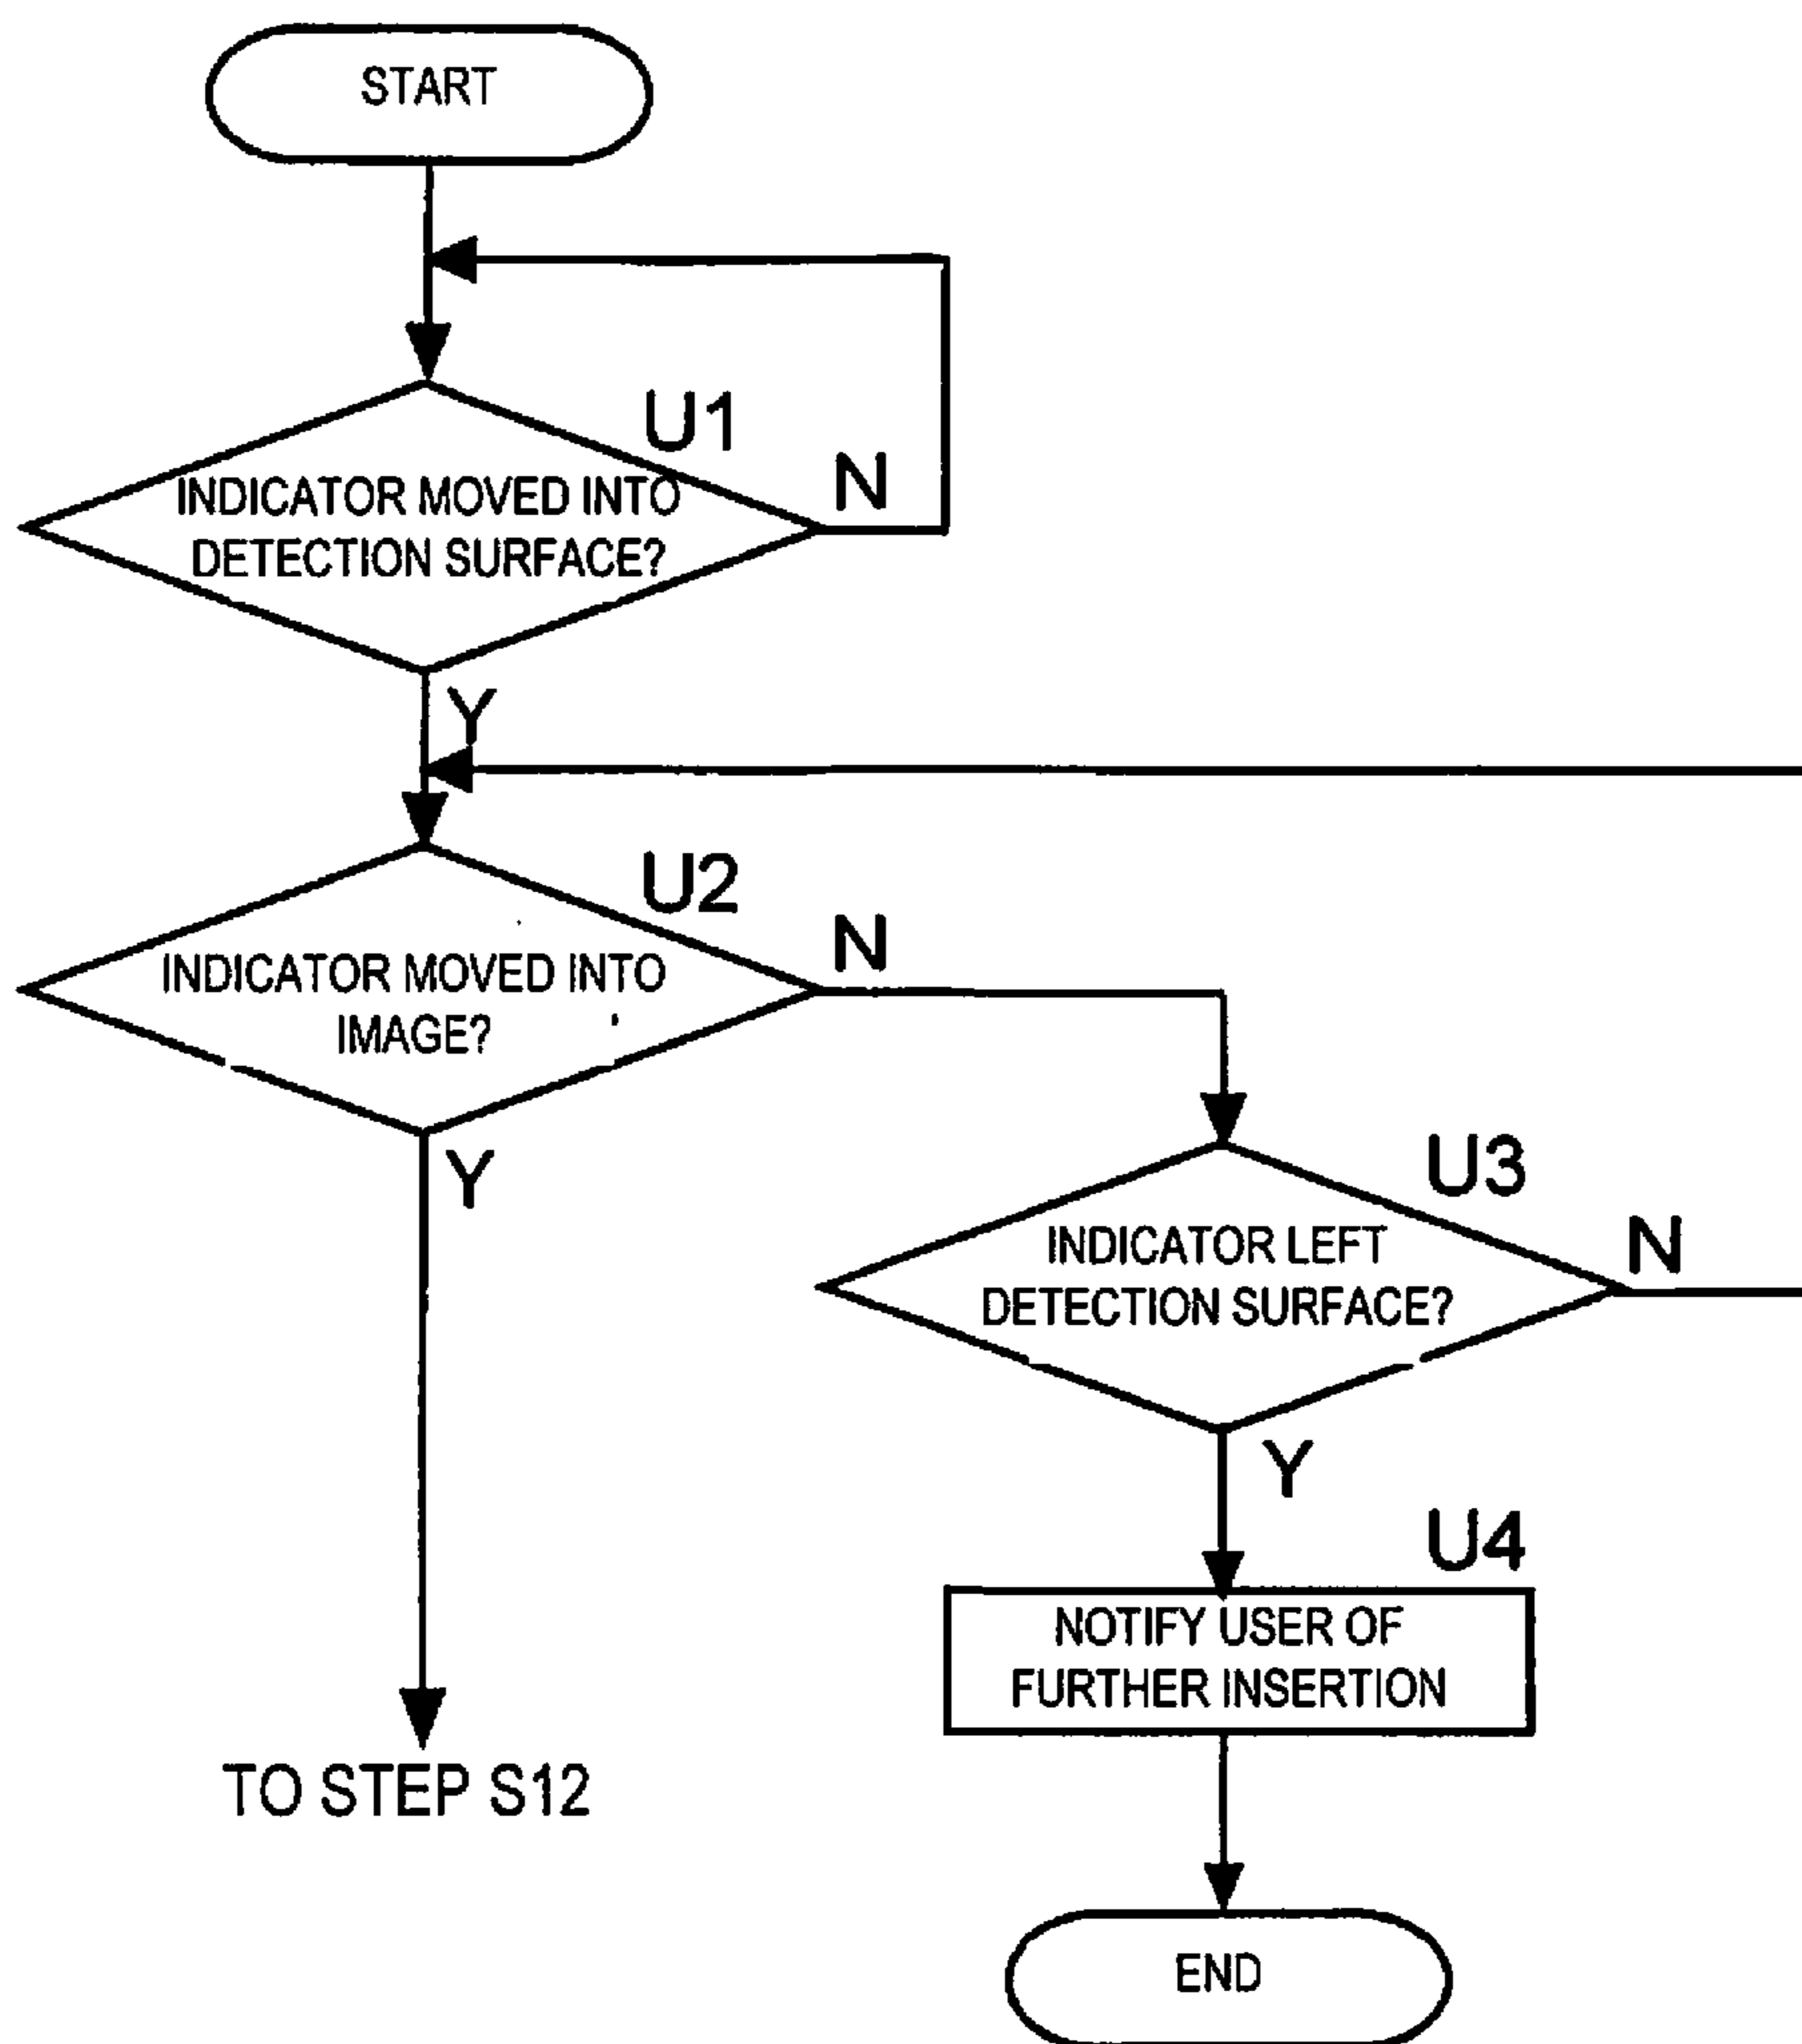 START
U1
INDICATOR MOVED INTO
DETECTION SURFACE?
N
Y
U2
INDICATOR MOVED INTO
IMAGE?
N
Y
U3
INDICATOR LEFT
DETECTION SURFACE?
N
Y
U4
NOTIFY USER OF
FURTHER INSERTION
TO STEP S12
END